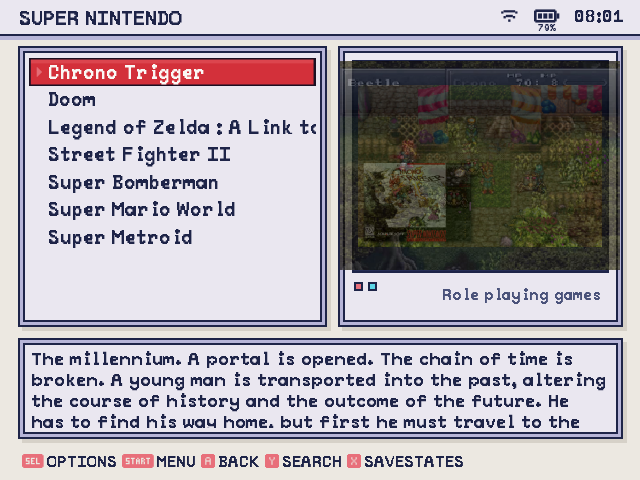 SUPER NINTENDO
79%
08:01
Chrono Trigger
Doom
Legend of Zelda : A Link to
Street Fighter II
Super Bomberman
Super Mario World
Super Metroid
Beetle
Role playing games
The millennium. A portal is opened. The chain of time is
broken. A young man is transported into the past, altering
the course of history and the outcome of the future. He
has to find his way home. but first he must travel to the
SEL OPTIONS START MENU A BACK Y SEARCH X SAVESTATES